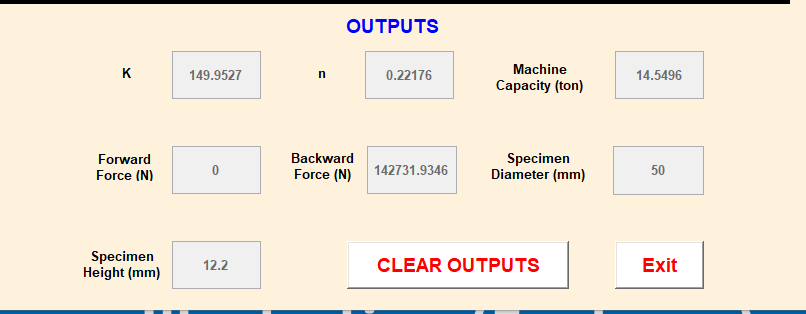 OUTPUTS
K
149.9527
n
0.22176
Machine
Capacity (ton)
14.5496
Forward
Force (N)
0
Backward
Force (N)
142731.9346
Specimen
Diameter (mm)
50
Specimen
Height (mm)
12.2
CLEAR OUTPUTS
Exit